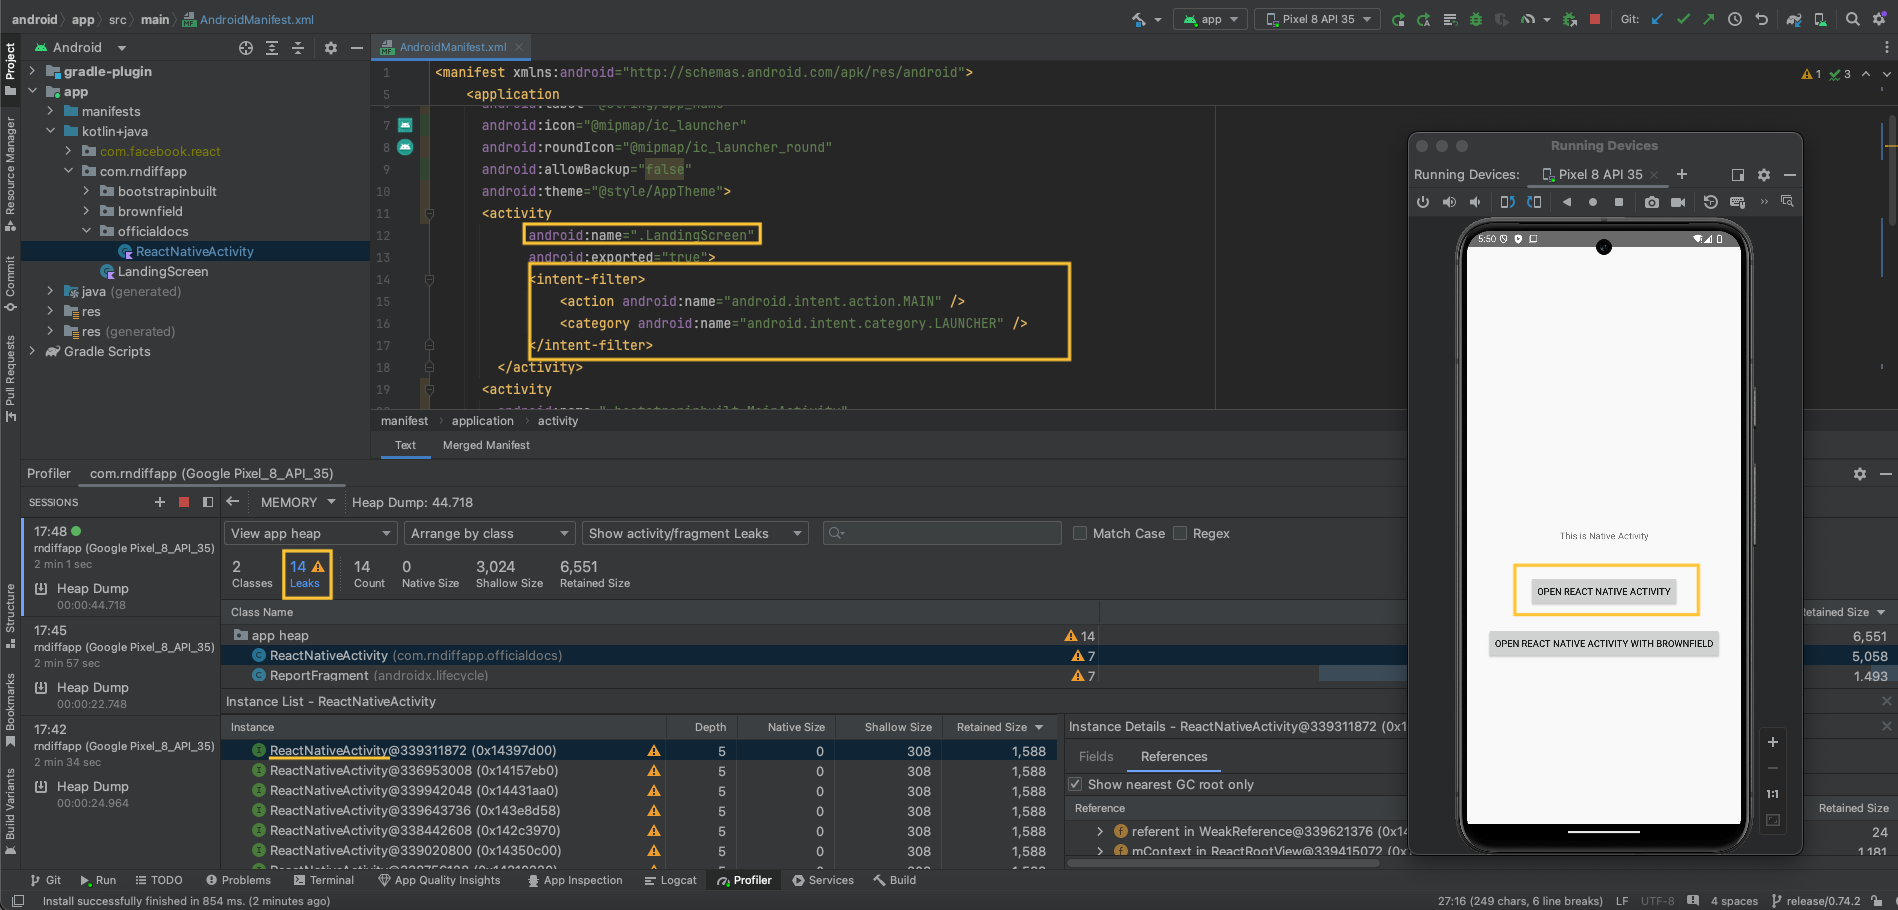 android › app › src › main › AndroidManifest.xml
app
Pixel 8 API 35
Git:
Project
Resource Manager
Commit
Pull Requests
Structure
Bookmarks
Build Variants
Android
gradle-plugin
app
manifests
kotlin+java
com.facebook.react
com.rndiffapp
bootstrapinbuilt
brownfield
officialdocs
ReactNativeActivity
LandingScreen
java (generated)
res
res (generated)
Gradle Scripts
AndroidManifest.xml
1 <manifest xmlns:android="http://schemas.android.com/apk/res/android">
5 <application
android:label="@string/app_name"
7 android:icon="@mipmap/ic_launcher"
8 android:roundIcon="@mipmap/ic_launcher_round"
9 android:allowBackup="false"
10 android:theme="@style/AppTheme">
11 <activity
12 android:name=".LandingScreen"
13 android:exported="true">
14 <intent-filter>
15 <action android:name="android.intent.action.MAIN" />
16 <category android:name="android.intent.category.LAUNCHER" />
17 </intent-filter>
18 </activity>
19 <activity
android:name=".bootstrapinbuilt.MainActivity"
1 3
manifest › application › activity
Text Merged Manifest
Running Devices
Running Devices: Pixel 8 API 35
5:50
This is Native Activity
OPEN REACT NATIVE ACTIVITY
OPEN REACT NATIVE ACTIVITY WITH BROWNFIELD
1:1
Profiler com.rndiffapp (Google Pixel_8_API_35)
SESSIONS
17:48
rndiffapp (Google Pixel_8_API_35)
2 min 1 sec
Heap Dump
00:00:44.718
17:45
rndiffapp (Google Pixel_8_API_35)
2 min 57 sec
Heap Dump
00:00:22.748
17:42
rndiffapp (Google Pixel_8_API_35)
2 min 34 sec
Heap Dump
00:00:24.964
MEMORY Heap Dump: 44.718
View app heap Arrange by class Show activity/fragment Leaks Match Case Regex
2 14 14 0 3,024 6,551
Classes Leaks Count Native Size Shallow Size Retained Size
Class Name Retained Size
app heap 14 6,551
ReactNativeActivity (com.rndiffapp.officialdocs) 7 5,058
ReportFragment (androidx.lifecycle) 7 1,493
Instance List - ReactNativeActivity
Instance Depth Native Size Shallow Size Retained Size
ReactNativeActivity@339311872 (0x14397d00) 5 0 308 1,588
ReactNativeActivity@336953008 (0x14157eb0) 5 0 308 1,588
ReactNativeActivity@339942048 (0x14431aa0) 5 0 308 1,588
ReactNativeActivity@339643736 (0x143e8d58) 5 0 308 1,588
ReactNativeActivity@338442608 (0x142c3970) 5 0 308 1,588
ReactNativeActivity@339020800 (0x14350c00) 5 0 308 1,588
Instance Details - ReactNativeActivity@339311872 (0x1
Fields References
Show nearest GC root only
Reference Retained Size
referent in WeakReference@339621376 (0x14 24
mContext in ReactRootView@339415072 (0x14 1,181
Git Run TODO Problems Terminal App Quality Insights App Inspection Logcat Profiler Services Build
Install successfully finished in 854 ms. (2 minutes ago)
27:16 (249 chars, 6 line breaks) LF UTF-8 4 spaces release/0.74.2